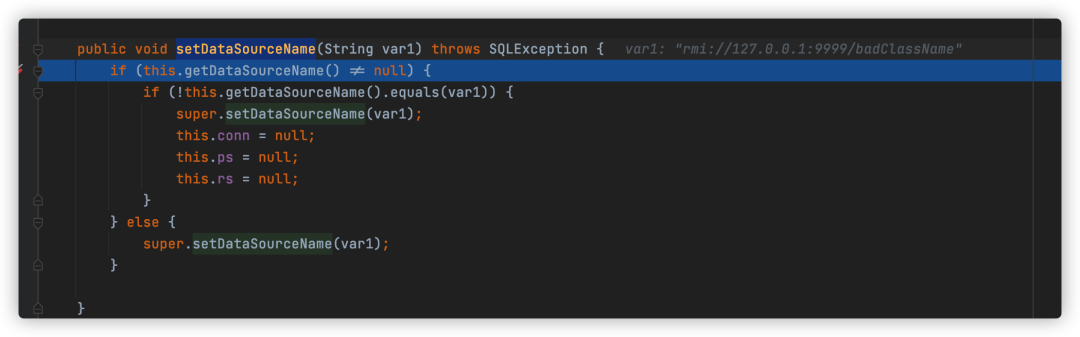 public void setDataSourceName(String var1) throws SQLException {   var1: "rmi://127.0.0.1:9999/badClassName"
    if (this.getDataSourceName() ≠ null) {
        if (!this.getDataSourceName().equals(var1)) {
            super.setDataSourceName(var1);
            this.conn = null;
            this.ps = null;
            this.rs = null;
        }
    } else {
        super.setDataSourceName(var1);
    }
}